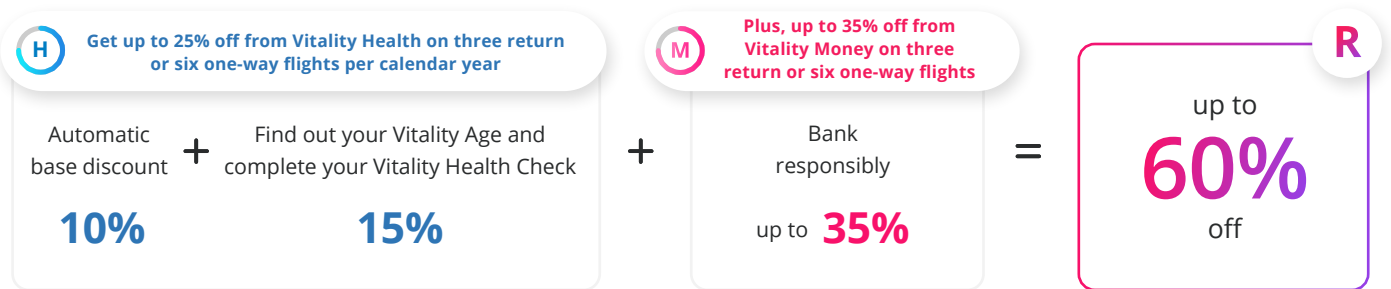 H
Get up to 25% off from Vitality Health on three return
or six one-way flights per calendar year
Automatic
base discount
10%
+
Find out your Vitality Age and
complete your Vitality Health Check
15%
+
M
Plus, up to 35% off from
Vitality Money on three
return or six one-way flights
Bank
responsibly
up to 35%
=
R
up to
60%
off